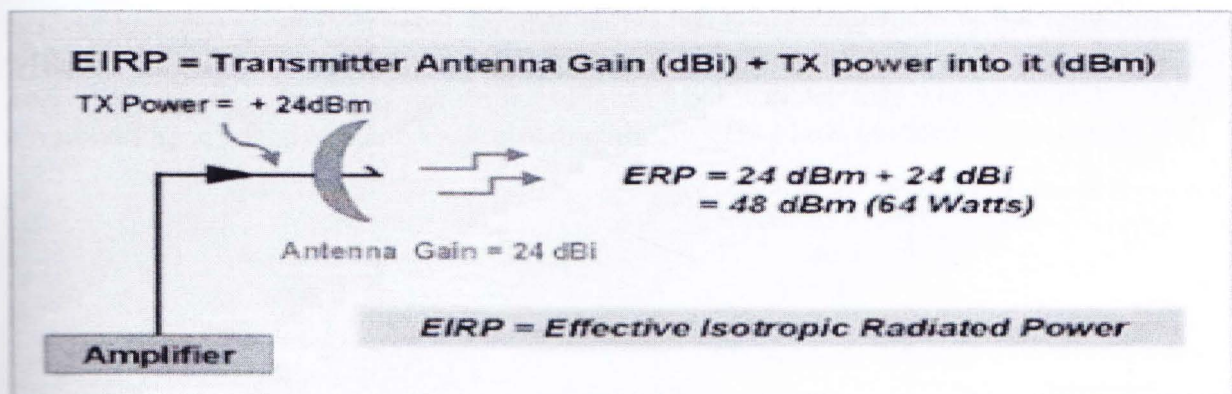 EIRP = Transmitter Antenna Gain (dBi) + TX power into it (dBm)
TX Power = + 24dBm
ERP = 24 dBm + 24 dBi
= 48 dBm (64 Watts)
Antenna Gain = 24 dBi
EIRP = Effective Isotropic Radiated Power
Amplifier